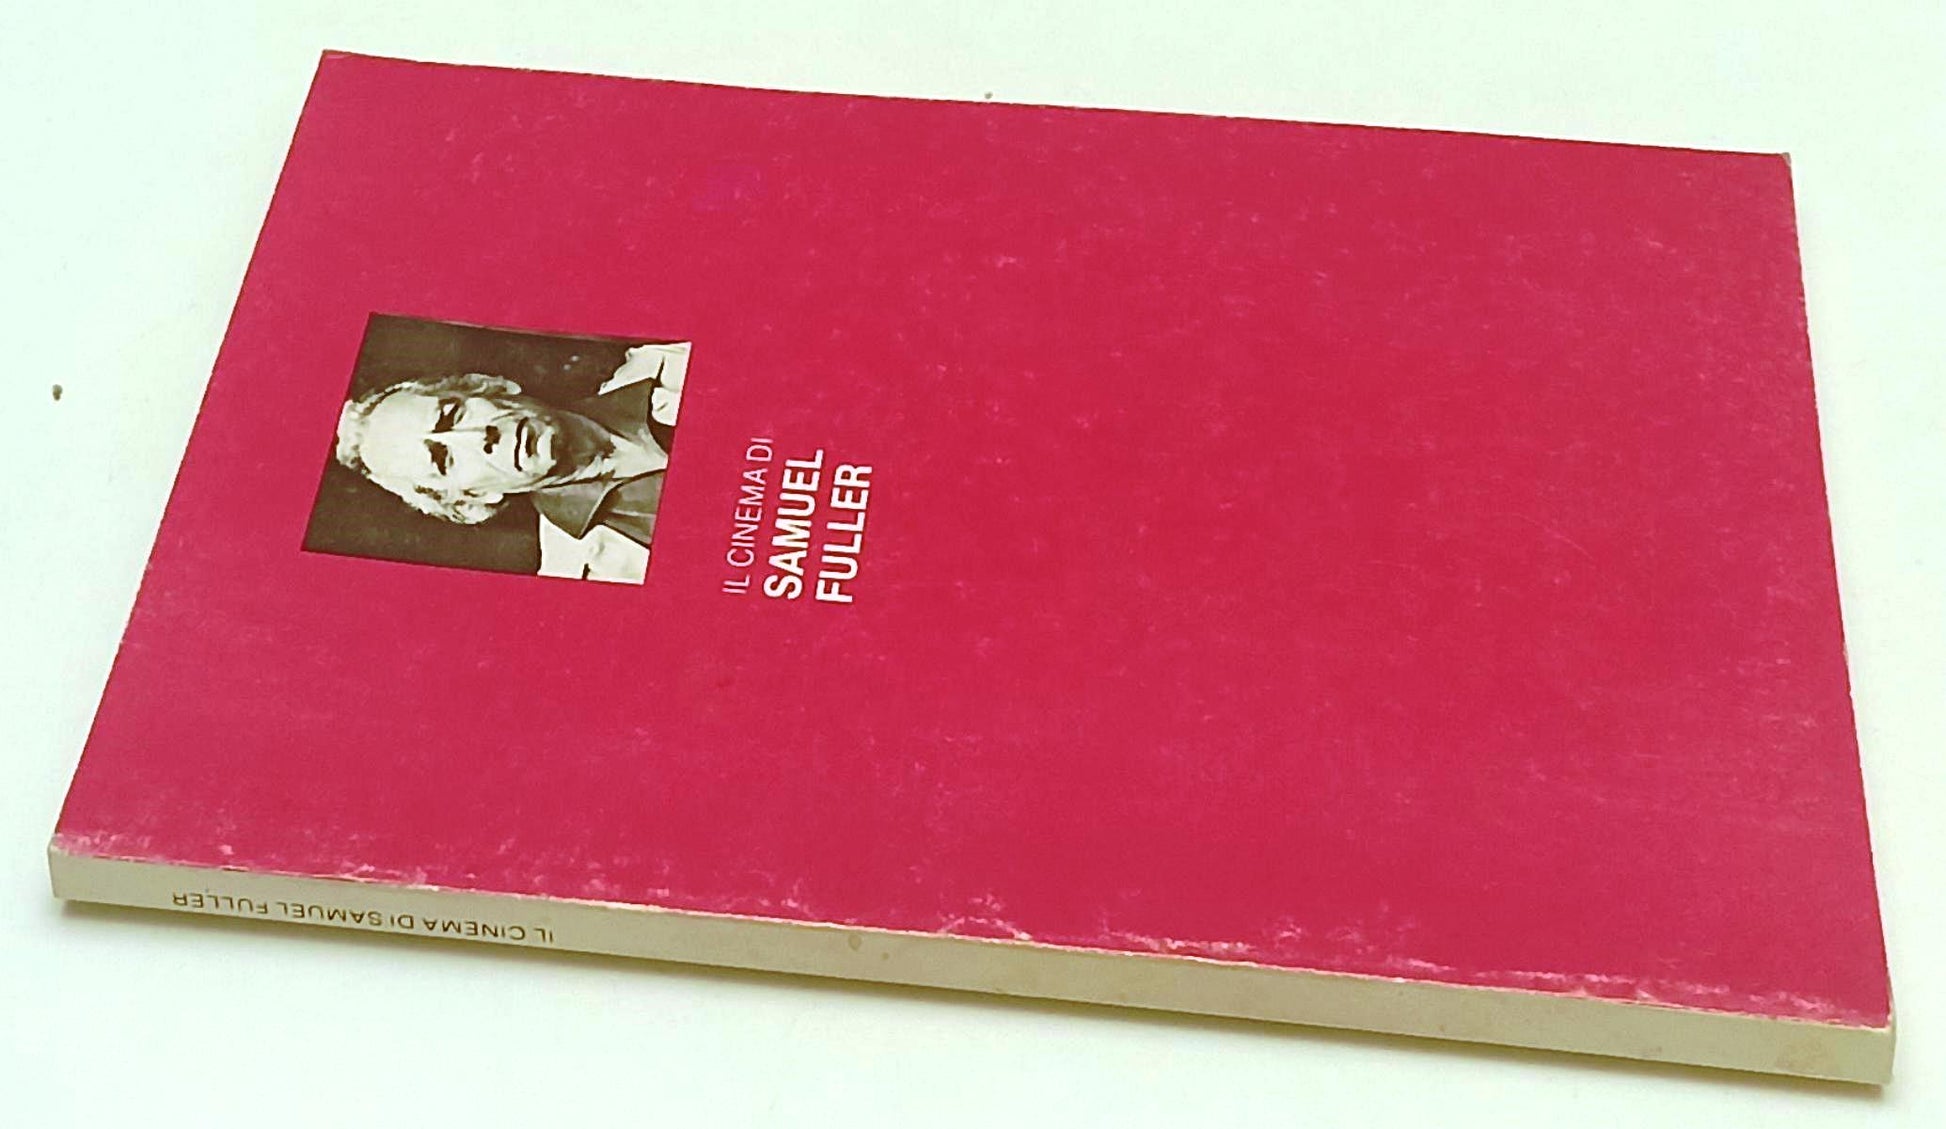 IL CINEMA DI
SAMUEL
FULLER
IL CINEMA DI SAMUEL FULLER